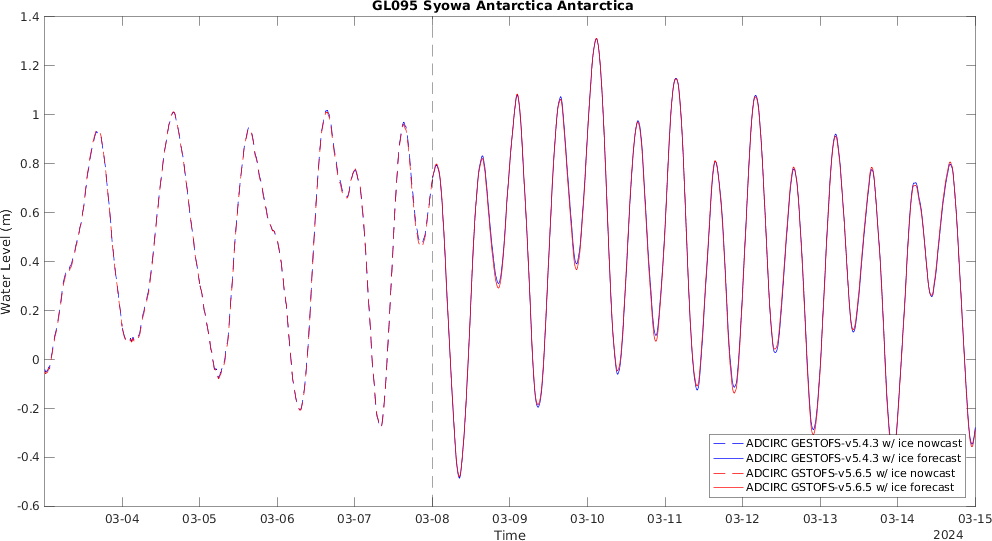 GL095 Syowa Antarctica Antarctica
1.4
1.2
1
0.8
0.6
0.4
0.2
0
-0.2
-0.4
-0.6
Water Level (m)
ADCIRC GESTOFS-v5.4.3 w/ ice nowcast
ADCIRC GESTOFS-v5.4.3 w/ ice forecast
ADCIRC GSTOFS-v5.6.5 w/ ice nowcast
ADCIRC GSTOFS-v5.6.5 w/ ice forecast
03-04 03-05 03-06 03-07 03-08 03-09 03-10 03-11 03-12 03-13 03-14 03-15
Time
2024